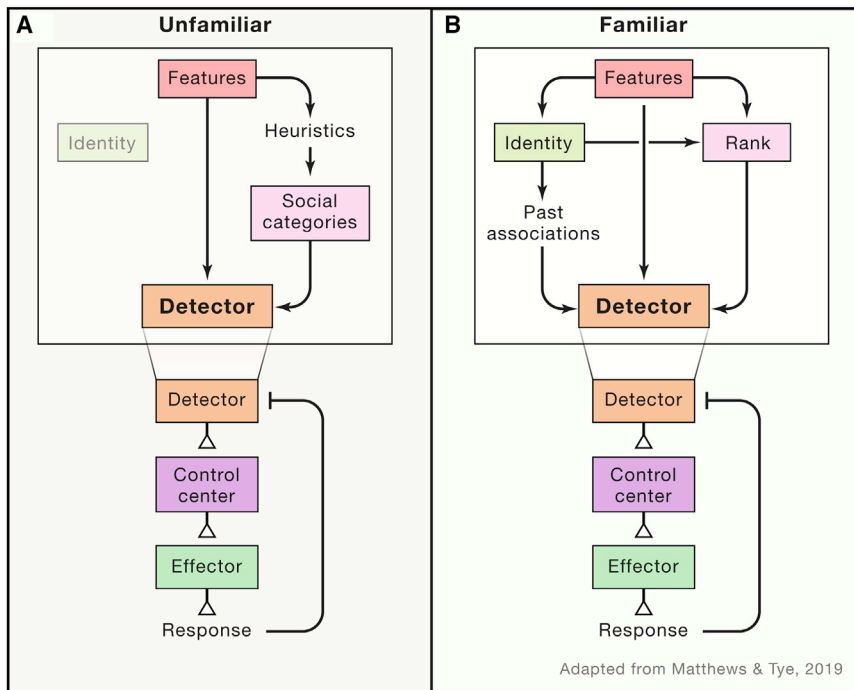 A
Unfamiliar
Features
Heuristics
Identity
Social
categories
Detector
Detector
Control
center
Effector
Response
B
Familiar
Features
Identity
Rank
Past
associations
Detector
Detector
Control
center
Effector
Response
Adapted from Matthews & Tye, 2019